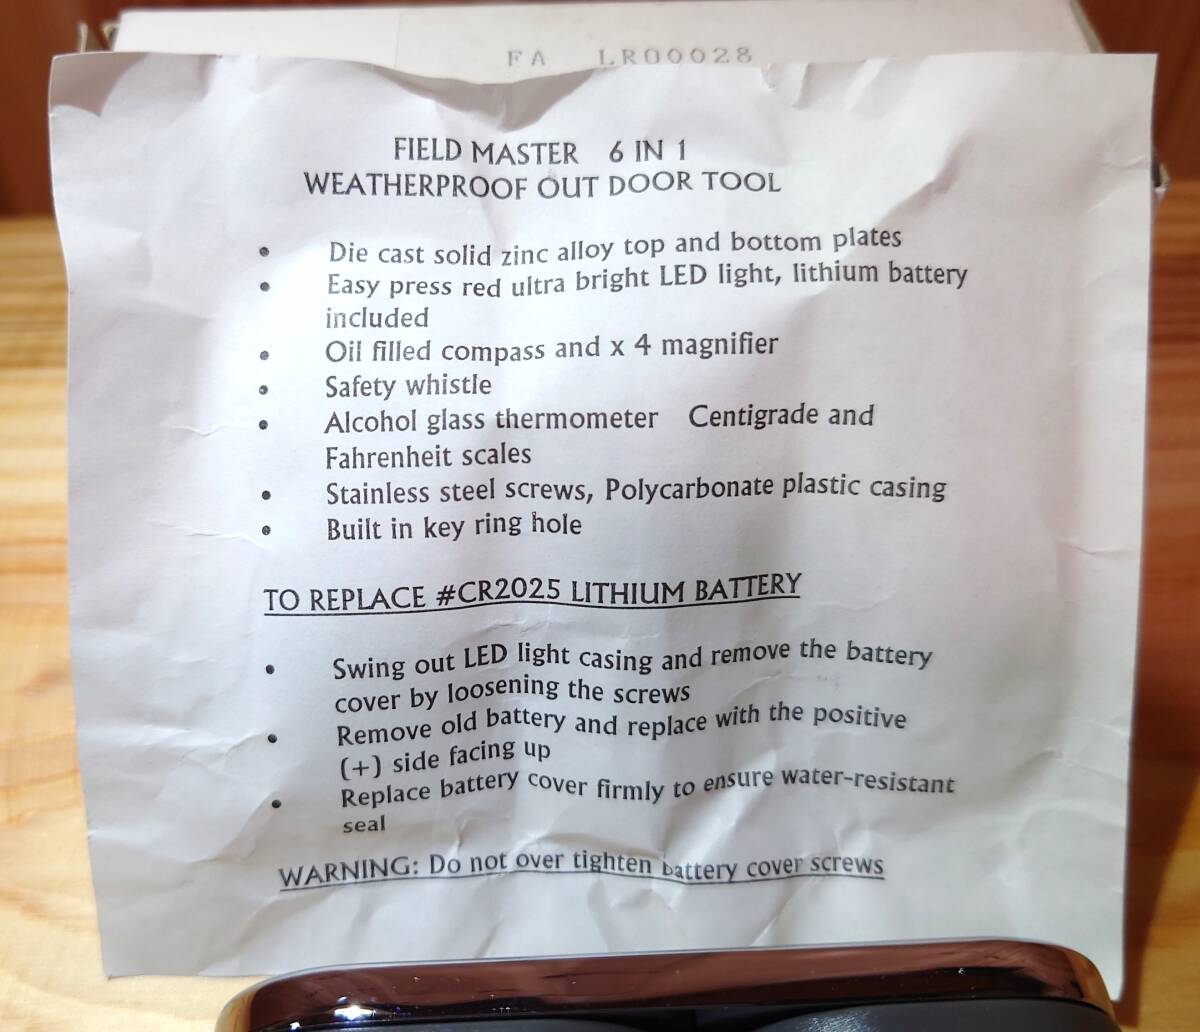 FA LR00028
FIELD MASTER 6 IN 1
WEATHERPROOF OUT DOOR TOOL
• Die cast solid zinc alloy top and bottom plates
• Easy press red ultra bright LED light, lithium battery
included
• Oil filled compass and x 4 magnifier
• Safety whistle
• Alcohol glass thermometer Centigrade and
Fahrenheit scales
• Stainless steel screws, Polycarbonate plastic casing
• Built in key ring hole
TO REPLACE #CR2025 LITHIUM BATTERY
• Swing out LED light casing and remove the battery
cover by loosening the screws
• Remove old battery and replace with the positive
(+) side facing up
• Replace battery cover firmly to ensure water-resistant
seal
WARNING: Do not over tighten battery cover screws